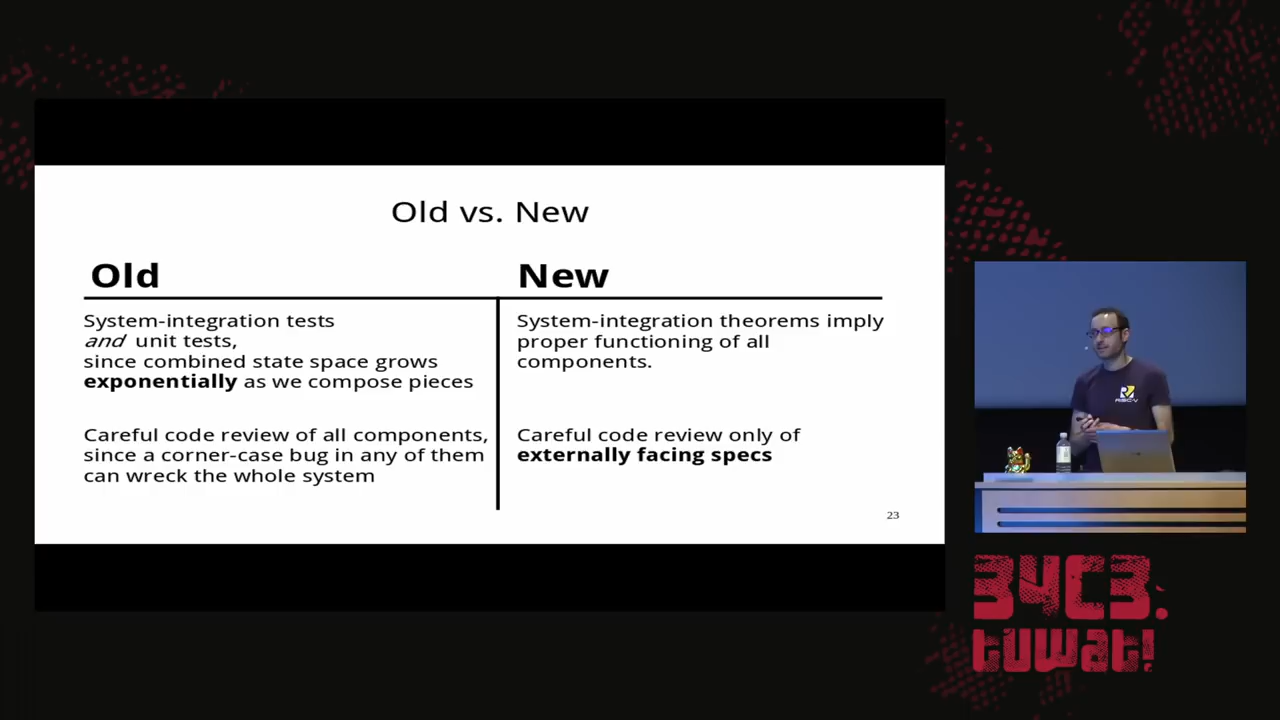 Old vs. New
Old
New
System-integration tests
and unit tests,
since combined state space grows
exponentially as we compose pieces
System-integration theorems imply
proper functioning of all
components.
Careful code review of all components,
since a corner-case bug in any of them
can wreck the whole system
Careful code review only of
externally facing specs
23
RISC-V
34C3.
tuwat!